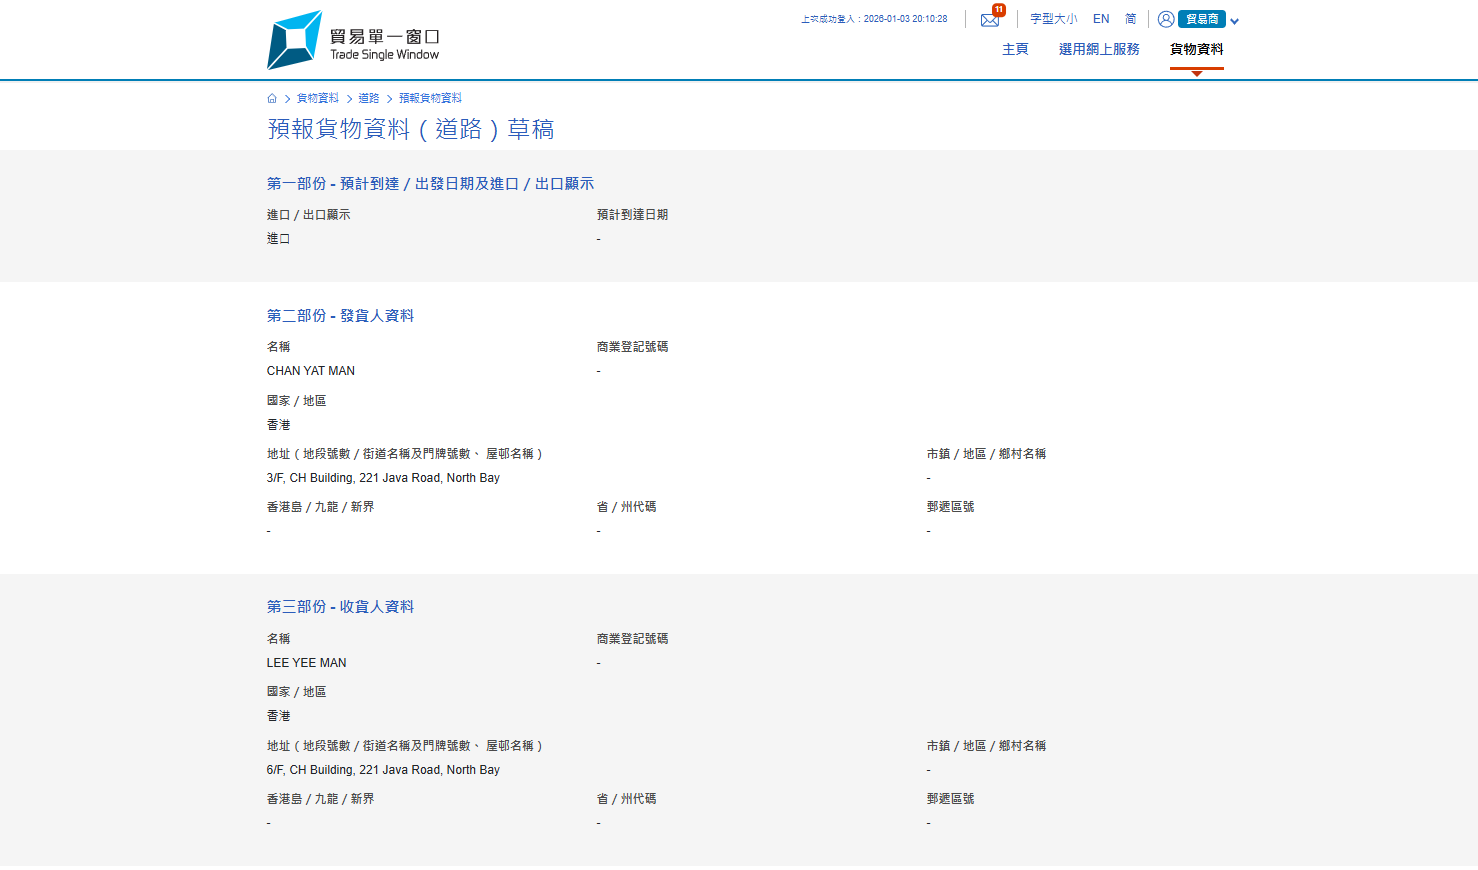 貿易單一窗口
Trade Single Window
上次成功登入：2026-01-03 20:10:28
11
字型大小
EN
简
貿易商
主頁
選用網上服務
貨物資料
貨物資料 > 道路 > 預報貨物資料
預報貨物資料 ( 道路 ) 草稿
第一部份 - 預計到達 / 出發日期及進口 / 出口顯示
進口 / 出口顯示 預計到達日期
進口 -
第二部份 - 發貨人資料
名稱 商業登記號碼
CHAN YAT MAN -
國家 / 地區
香港
地址 ( 地段號數 / 街道名稱及門牌號數、 屋邨名稱 ) 市鎮 / 地區 / 鄉村名稱
3/F, CH Building, 221 Java Road, North Bay -
香港島 / 九龍 / 新界 省 / 州代碼 郵遞區號
- - -
第三部份 - 收貨人資料
名稱 商業登記號碼
LEE YEE MAN -
國家 / 地區
香港
地址 ( 地段號數 / 街道名稱及門牌號數、 屋邨名稱 ) 市鎮 / 地區 / 鄉村名稱
6/F, CH Building, 221 Java Road, North Bay -
香港島 / 九龍 / 新界 省 / 州代碼 郵遞區號
- - -